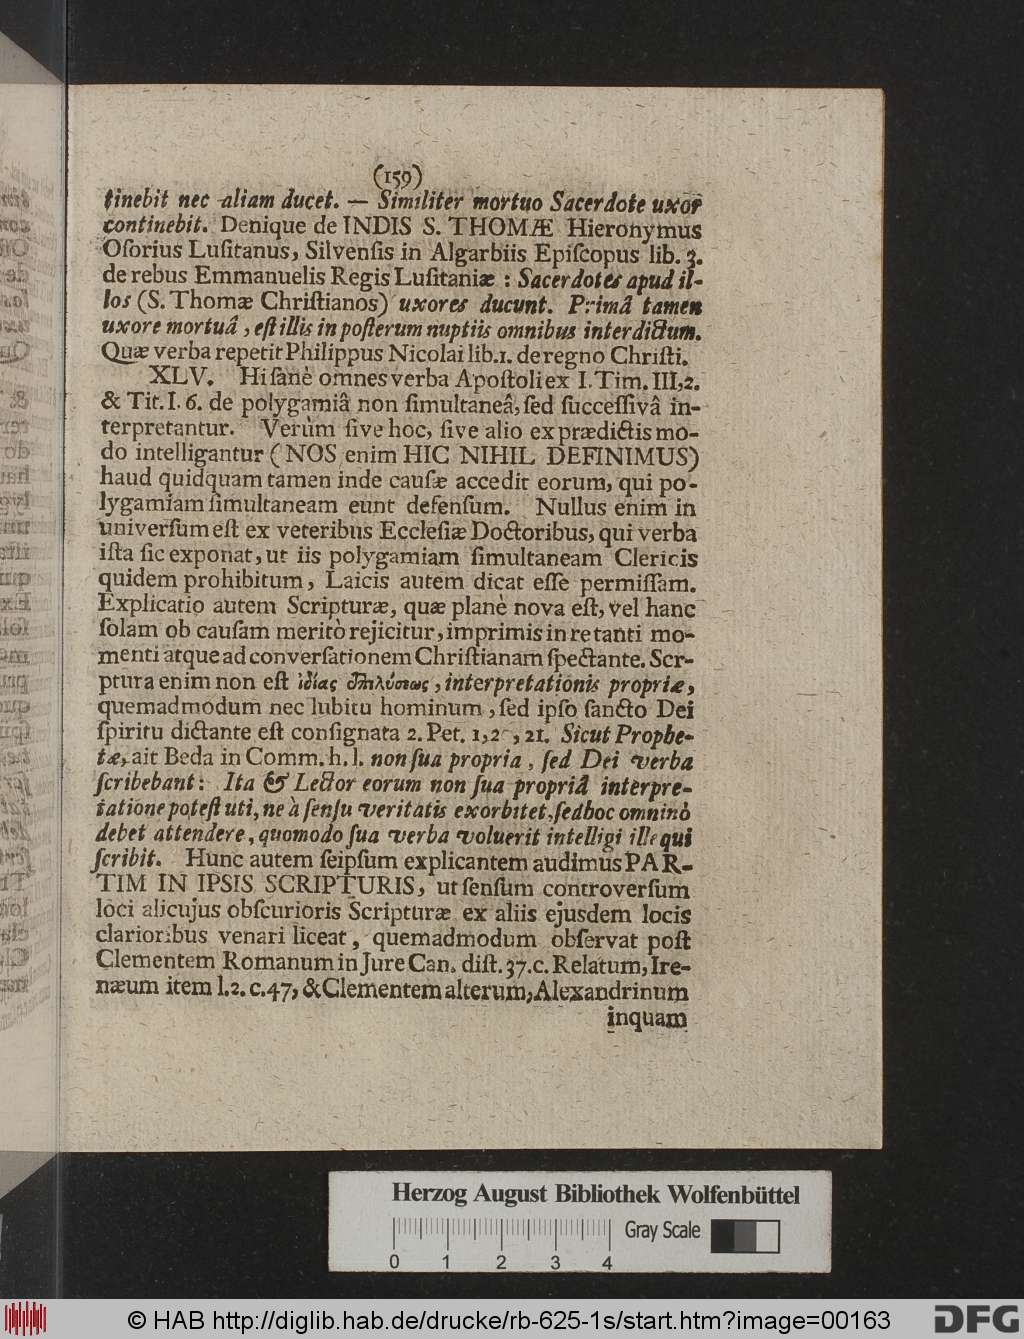 (159)
tinebit nec aliam ducet. — Similiter mortuo Sacerdote uxor
continebit. Denique de INDIS S. THOMÆ Hieronymus
Oſorius Luſitanus, Silvenſis in Algarbiis Epiſcopus lib. 3.
de rebus Emmanuelis Regis Luſitaniæ : Sacerdotes apud il-
los (S. Thomæ Chriſtianos) uxores ducunt. Primâ tamen
uxore mortuâ, eſt illis in poſterum nuptiis omnibus interdictum.
Quæ verba repetit Philippus Nicolai lib. 1. de regno Chriſti.
XLV. Hi ſanè omnes verba Apoſtoli ex I. Tim. III, 2.
& Tit. I. 6. de polygamiâ non ſimultaneâ, ſed ſucceſſivâ in-
terpretantur. Verùm ſive hoc, ſive alio ex prædictis mo-
do intelligantur (NOS enim HIC NIHIL DEFINIMUS)
haud quidquam tamen inde cauſæ accedit eorum, qui po-
lygamiam ſimultaneam eunt defenſum. Nullus enim in
univerſum eſt ex veteribus Eccleſiæ Doctoribus, qui verba
iſta ſic exponat, ut iis polygamiam ſimultaneam Clericis
quidem prohibitum, Laicis autem dicat eſſe permiſſam.
Explicatio autem Scripturæ, quæ planè nova eſt, vel hanc
ſolam ob cauſam meritò rejicitur, imprimis in re tanti mo-
menti atque ad converſationem Chriſtianam ſpectante. Scr-
ptura enim non eſt ἰδίας ἐπιλύσεως, interpretationis propriæ,
quemadmodum nec lubitu hominum, ſed ipſo ſancto Dei
ſpiritu dictante eſt conſignata 2. Pet. 1, 2 , 21. Sicut Prophe-
tæ, ait Beda in Comm. h. l. non ſua propria, ſed Dei verba
ſcribebant: Ita & Lector eorum non ſua propriâ interpre-
tatione poteſt uti, ne à ſenſu veritatis exorbitet, ſed hoc omninò
debet attendere, quomodo ſua verba voluerit intelligi ille qui
ſcribit. Hunc autem ſeipſum explicantem audimus PAR-
TIM IN IPSIS SCRIPTURIS, ut ſenſum controverſum
loci alicujus obſcurioris Scripturæ ex aliis ejusdem locis
clarioribus venari liceat, quemadmodum obſervat poſt
Clementem Romanum in Jure Can. diſt. 37. c. Relatum, Ire-
næum item l. 2. c. 47, & Clementem alterum, Alexandrinum
inquam
Herzog August Bibliothek Wolfenbüttel
0 1 2 3 4
Gray Scale
© HAB http://diglib.hab.de/drucke/rb-625-1s/start.htm?image=00163
DFG